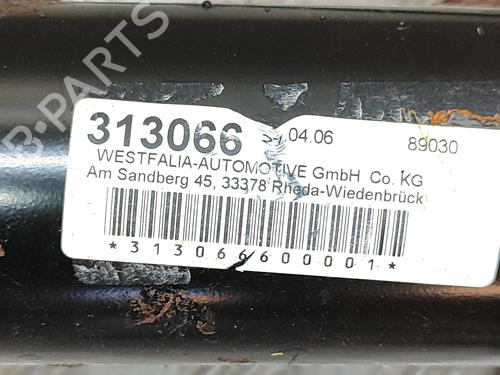 B-PARTS
313066 04.06 89030
WESTFALIA-AUTOMOTIVE GmbH Co. KG
Am Sandberg 45, 33378 Rheda-Wiedenbrück
*313066600001*